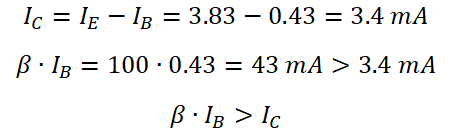 I_C = I_E − I_B = 3.83 − 0.43 = 3.4 mA
β · I_B = 100 · 0.43 = 43 mA > 3.4 mA
β · I_B > I_C